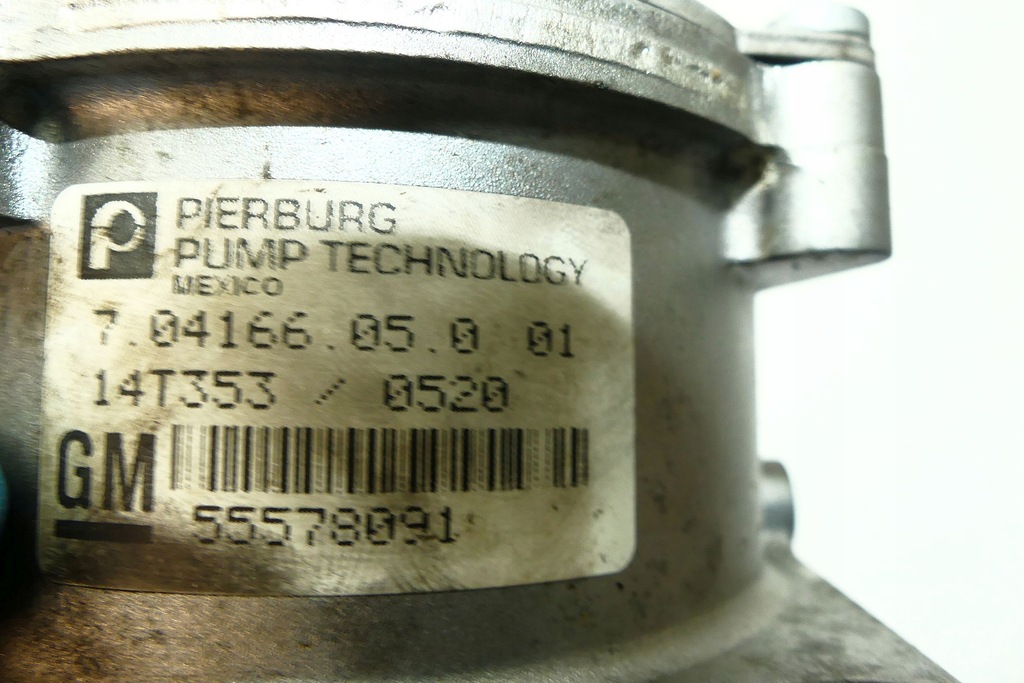 PIERBURG
PUMP TECHNOLOGY
MEXICO
7.04166.05.0 01
14T353 / 0520
GM
55578091